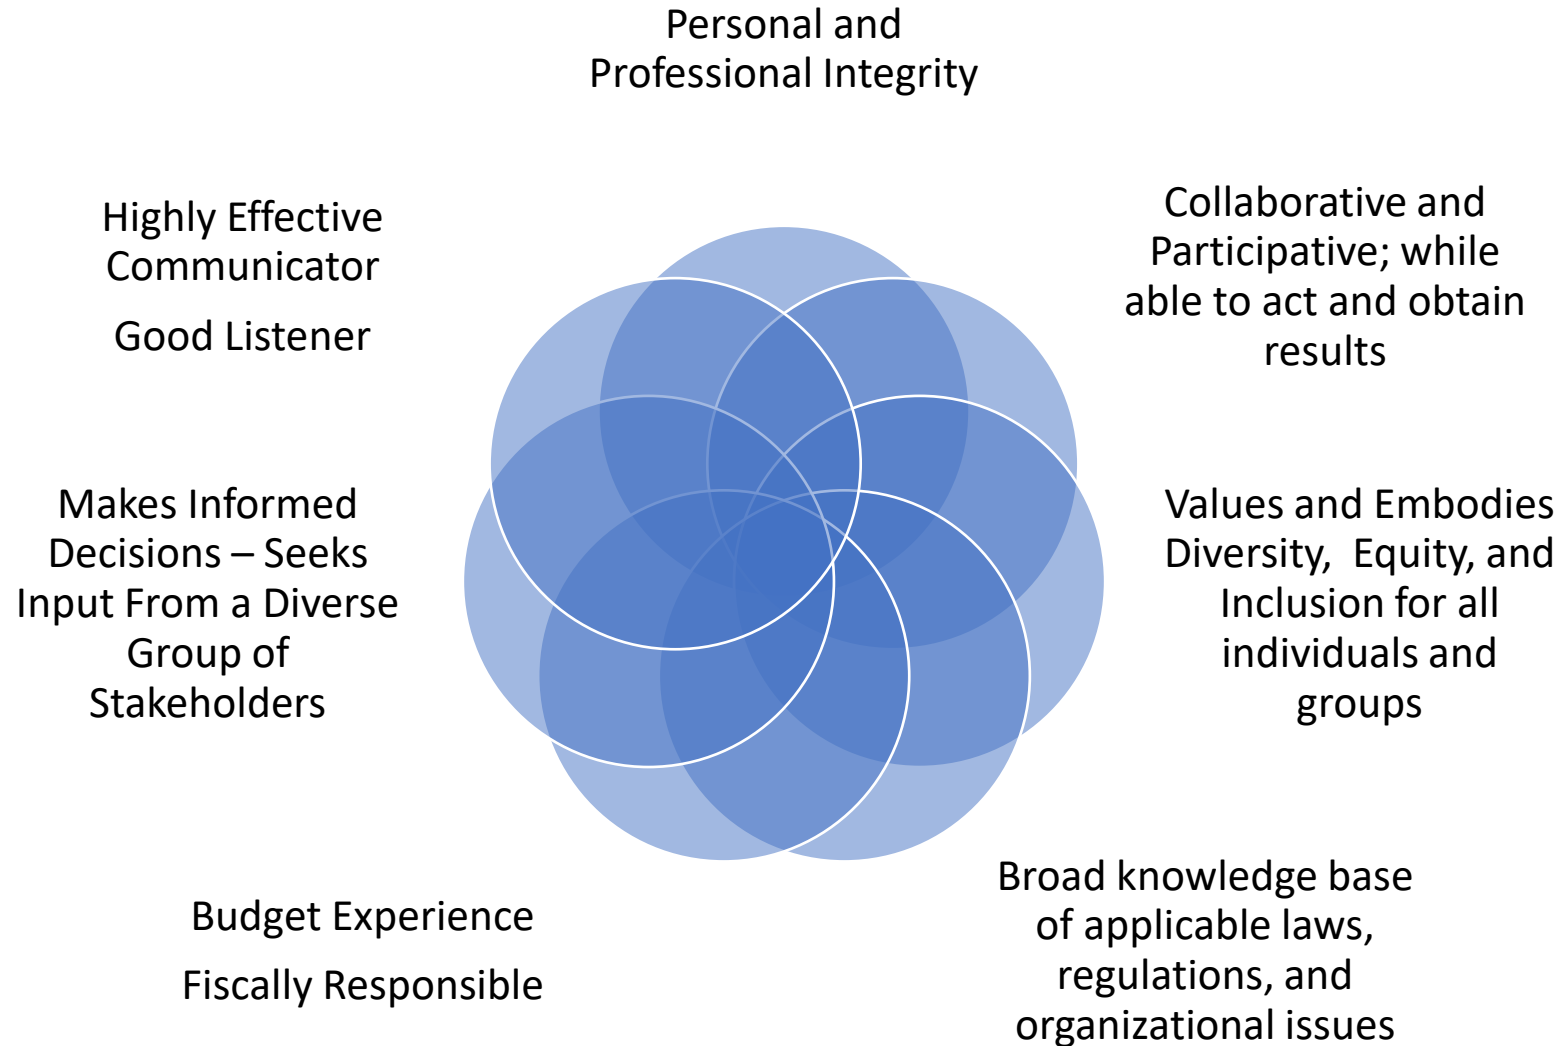 Personal and
Professional Integrity
Collaborative and
Participative; while
able to act and obtain
results
Values and Embodies
Diversity,  Equity, and
Inclusion for all
individuals and
groups
Broad knowledge base
of applicable laws,
regulations, and
organizational issues
Budget Experience
Fiscally Responsible
Makes Informed
Decisions – Seeks
Input From a Diverse
Group of
Stakeholders
Highly Effective
Communicator
Good Listener